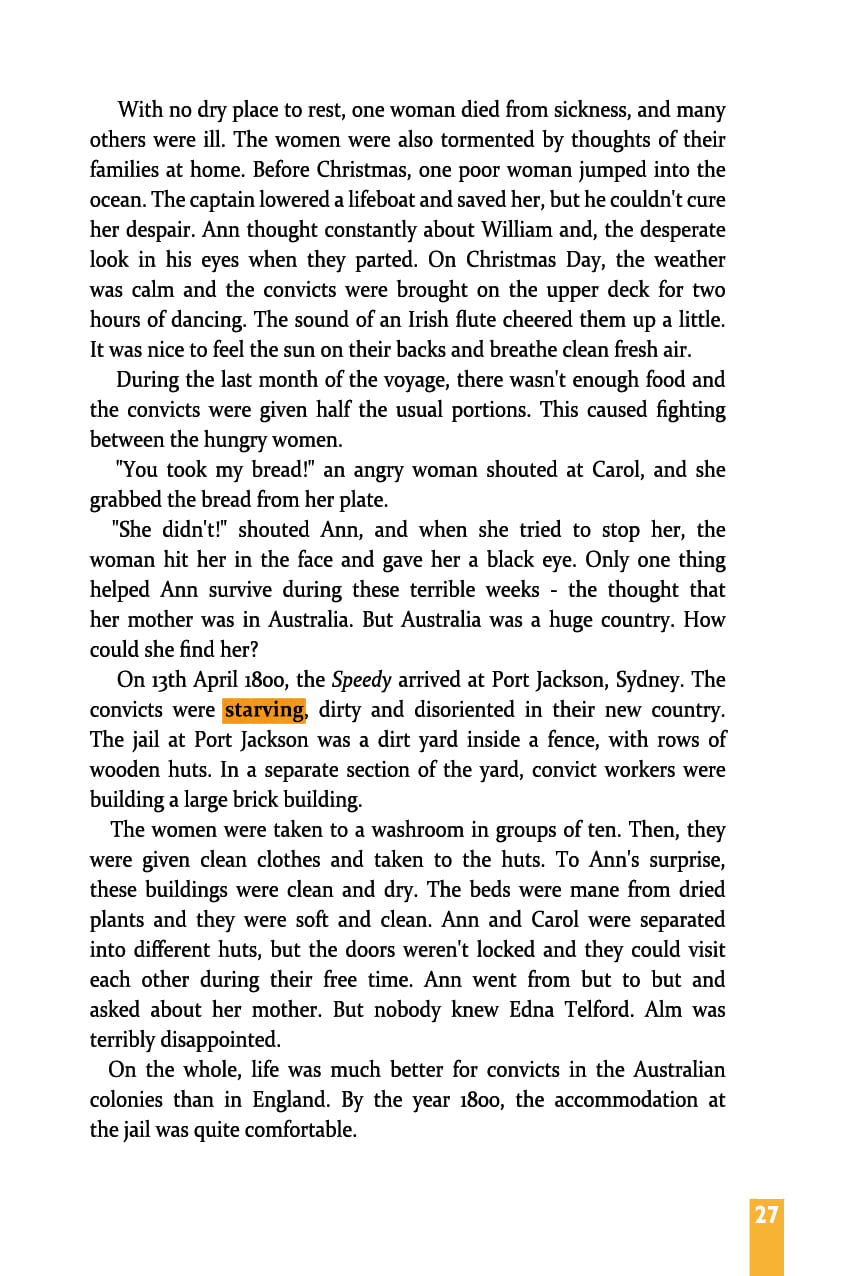 With no dry place to rest, one woman died from sickness, and many
others were ill. The women were also tormented by thoughts of their
families at home. Before Christmas, one poor woman jumped into the
ocean. The captain lowered a lifeboat and saved her, but he couldn't cure
her despair. Ann thought constantly about William and, the desperate
look in his eyes when they parted. On Christmas Day, the weather
was calm and the convicts were brought on the upper deck for two
hours of dancing. The sound of an Irish flute cheered them up a little.
It was nice to feel the sun on their backs and breathe clean fresh air.
During the last month of the voyage, there wasn't enough food and
the convicts were given half the usual portions. This caused fighting
between the hungry women.
"You took my bread!" an angry woman shouted at Carol, and she
grabbed the bread from her plate.
"She didn't!" shouted Ann, and when she tried to stop her, the
woman hit her in the face and gave her a black eye. Only one thing
helped Ann survive during these terrible weeks - the thought that
her mother was in Australia. But Australia was a huge country. How
could she find her?
On 13th April 1800, the Speedy arrived at Port Jackson, Sydney. The
convicts were starving, dirty and disoriented in their new country.
The jail at Port Jackson was a dirt yard inside a fence, with rows of
wooden huts. In a separate section of the yard, convict workers were
building a large brick building.
The women were taken to a washroom in groups of ten. Then, they
were given clean clothes and taken to the huts. To Ann's surprise,
these buildings were clean and dry. The beds were mane from dried
plants and they were soft and clean. Ann and Carol were separated
into different huts, but the doors weren't locked and they could visit
each other during their free time. Ann went from but to but and
asked about her mother. But nobody knew Edna Telford. Alm was
terribly disappointed.
On the whole, life was much better for convicts in the Australian
colonies than in England. By the year 1800, the accommodation at
the jail was quite comfortable.
27